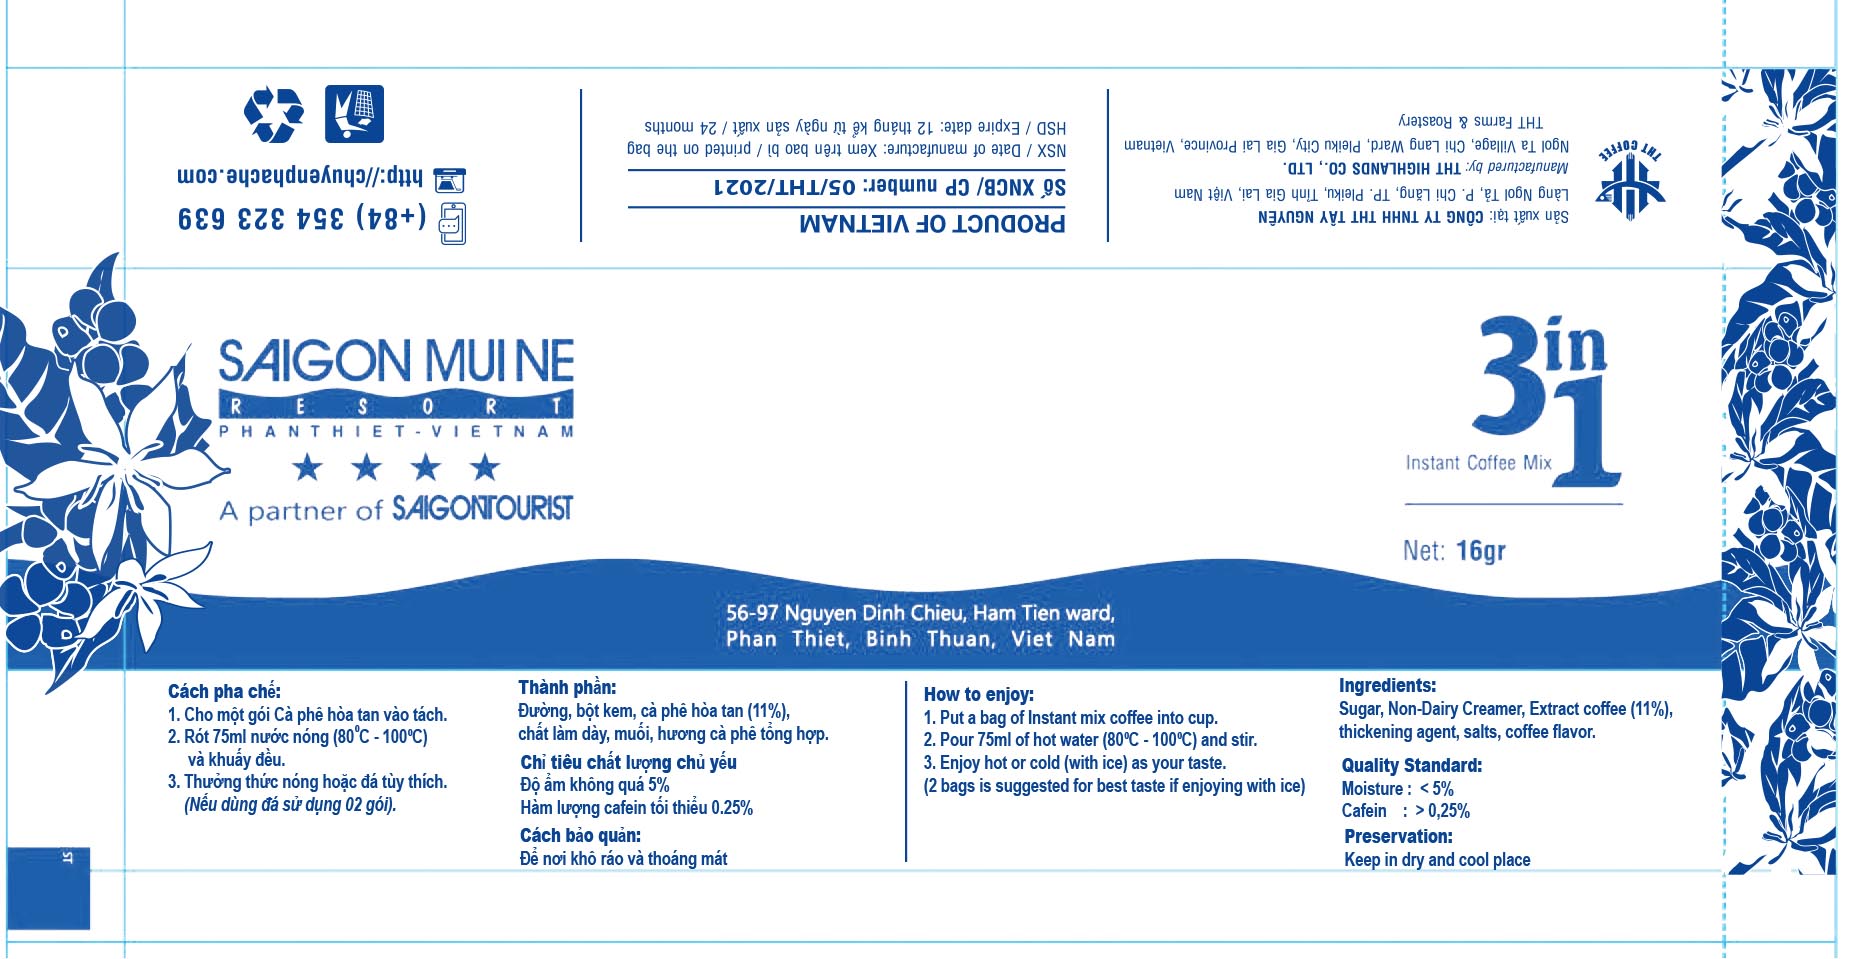 Sản xuất tại: CÔNG TY TNHH THT TÂY NGUYÊN
Làng Ngol Tả, P. Chi Lăng, TP. Pleiku, Tỉnh Gia Lai, Việt Nam
Manufactured by: THT HIGHLANDS CO., LTD.
Ngol Ta Village, Chi Lang Ward, Pleiku City, Gia Lai Province, Vietnam
THT Farms & Roastery
THT COFFEE
PRODUCT OF VIETNAM
Số XNCB/ CP number: 05/THT/2021
NSX / Date of manufacture: Xem trên bao bì / printed on the bag
HSD / Expire date: 12 tháng kể từ ngày sản xuất / 24 months
(+84) 354 323 639
http://chuyenphache.com
SAIGON MUI NE
RESORT
PHANTHIET-VIETNAM
A partner of SAIGONTOURIST
3 in 1
Instant Coffee Mix
Net: 16gr
56-97 Nguyen Dinh Chieu, Ham Tien ward,
Phan Thiet, Binh Thuan, Viet Nam
Cách pha chế:
1. Cho một gói Cà phê hòa tan vào tách.
2. Rót 75ml nước nóng (80⁰C - 100⁰C)
và khuấy đều.
3. Thưởng thức nóng hoặc đá tùy thích.
(Nếu dùng đá sử dụng 02 gói).
Thành phần:
Đường, bột kem, cà phê hòa tan (11%),
chất làm dày, muối, hương cà phê tổng hợp.
Chỉ tiêu chất lượng chủ yếu
Độ ẩm không quá 5%
Hàm lượng cafein tối thiểu 0.25%
Cách bảo quản:
Để nơi khô ráo và thoáng mát
How to enjoy:
1. Put a bag of Instant mix coffee into cup.
2. Pour 75ml of hot water (80⁰C - 100⁰C) and stir.
3. Enjoy hot or cold (with ice) as your taste.
(2 bags is suggested for best taste if enjoying with ice)
Ingredients:
Sugar, Non-Dairy Creamer, Extract coffee (11%),
thickening agent, salts, coffee flavor.
Quality Standard:
Moisture : < 5%
Cafein : > 0,25%
Preservation:
Keep in dry and cool place
ST